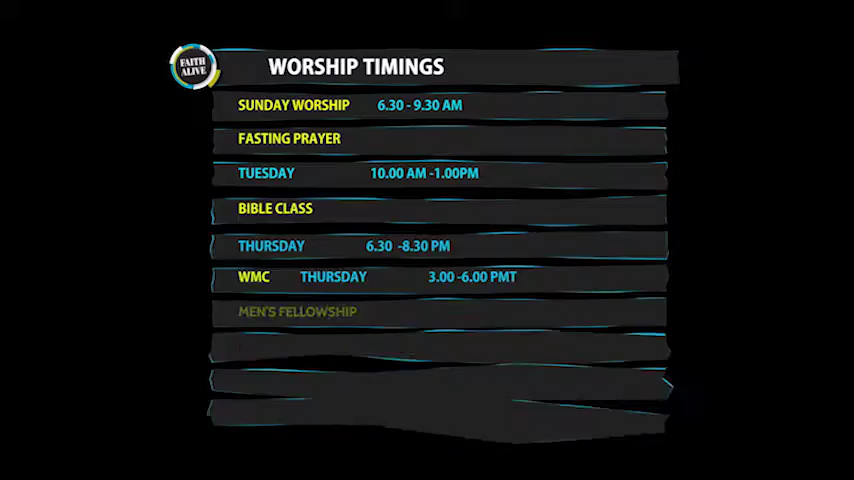 FAITH
ALIVE
WORSHIP TIMINGS
SUNDAY WORSHIP 6.30 - 9.30 AM
FASTING PRAYER
TUESDAY 10.00 AM -1.00PM
BIBLE CLASS
THURSDAY 6.30 -8.30 PM
WMC THURSDAY 3.00 -6.00 PMT
MEN'S FELLOWSHIP